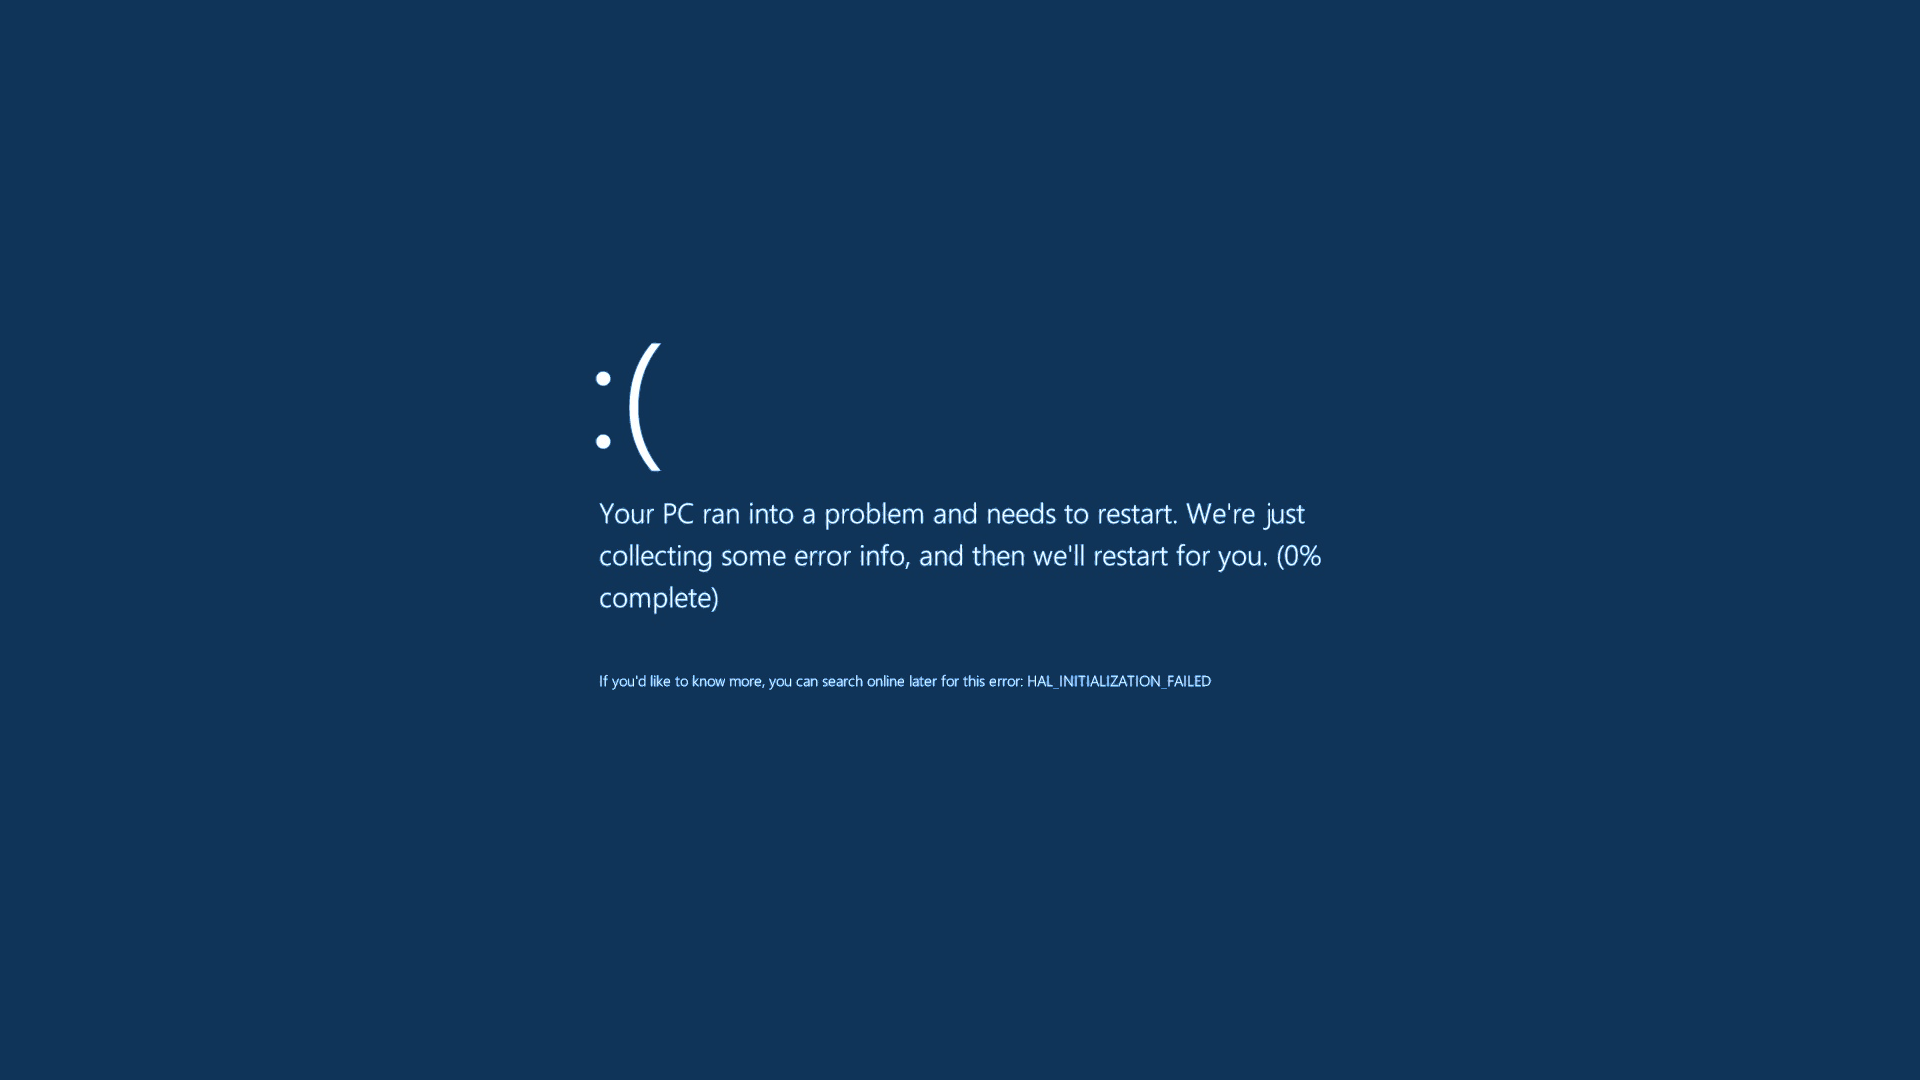 :(
Your PC ran into a problem and needs to restart. We're just
collecting some error info, and then we'll restart for you. (0%
complete)
If you'd like to know more, you can search online later for this error: HAL_INITIALIZATION_FAILED